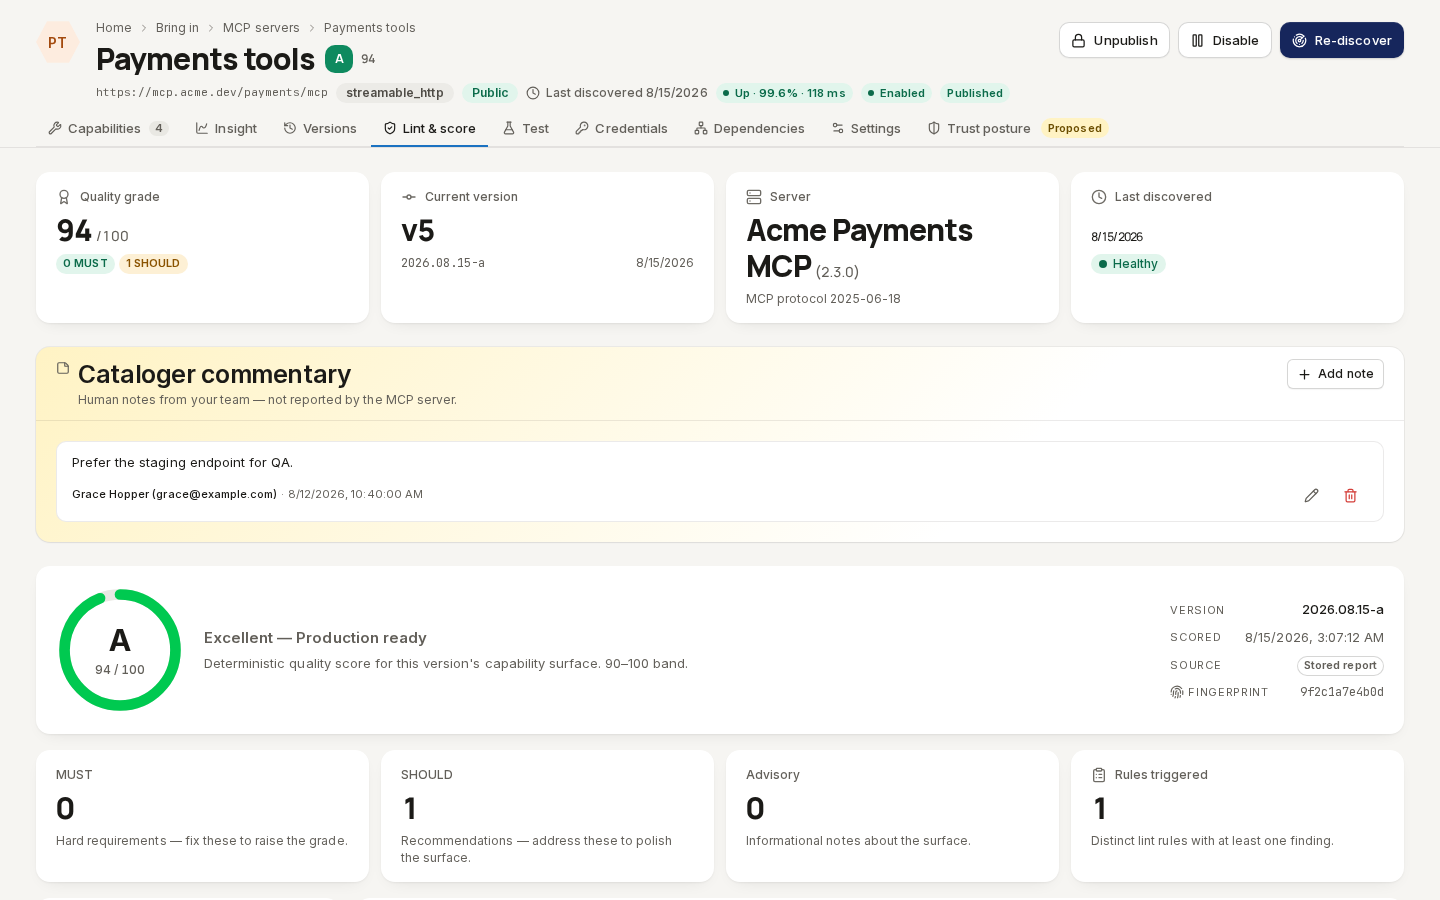 PT
Home > Bring in > MCP servers > Payments tools
Payments tools A 94
https://mcp.acme.dev/payments/mcp streamable_http Public Last discovered 8/15/2026 Up · 99.6% · 118 ms Enabled Published
Unpublish Disable Re-discover
Capabilities 4 Insight Versions Lint & score Test Credentials Dependencies Settings Trust posture Proposed
Quality grade
94 /100
0 MUST 1 SHOULD
Current version
v5
2026.08.15-a 8/15/2026
Server
Acme Payments
MCP (2.3.0)
MCP protocol 2025-06-18
Last discovered
8/15/2026
Healthy
Cataloger commentary
Human notes from your team — not reported by the MCP server.
Add note
Prefer the staging endpoint for QA.
Grace Hopper (grace@example.com) · 8/12/2026, 10:40:00 AM
A
94 / 100
Excellent — Production ready
Deterministic quality score for this version's capability surface. 90–100 band.
VERSION 2026.08.15-a
SCORED 8/15/2026, 3:07:12 AM
SOURCE Stored report
FINGERPRINT 9f2c1a7e4b0d
MUST
0
Hard requirements — fix these to raise the grade.
SHOULD
1
Recommendations — address these to polish
the surface.
Advisory
0
Informational notes about the surface.
Rules triggered
1
Distinct lint rules with at least one finding.